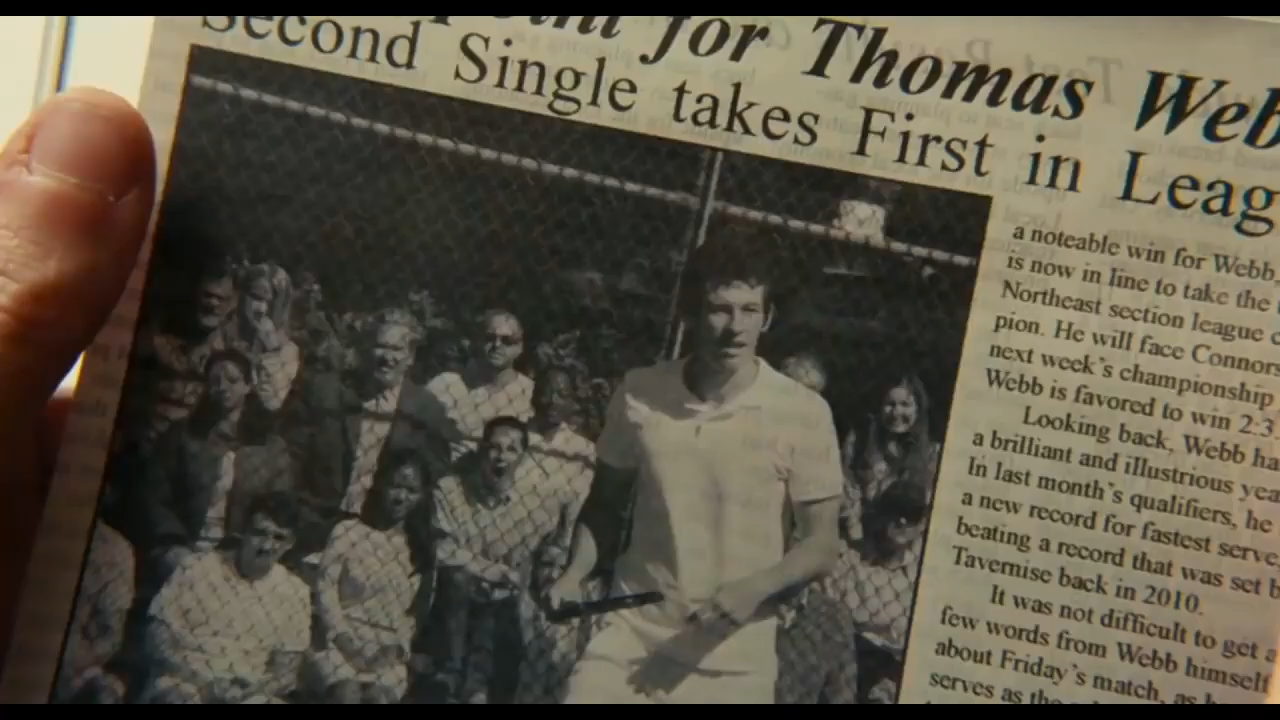 Point for Thomas Web
Second Single takes First in Leag
a noteable win for Webb,
is now in line to take the
Northeast section league c
pion. He will face Connors
next week's championship
Webb is favored to win 2:3
Looking back, Webb ha
a brilliant and illustrious yea
In last month's qualifiers, he
a new record for fastest serve,
beating a record that was set b
Tavernise back in 2010.
It was not difficult to get a
few words from Webb himself
about Friday's match, as h
serves as the